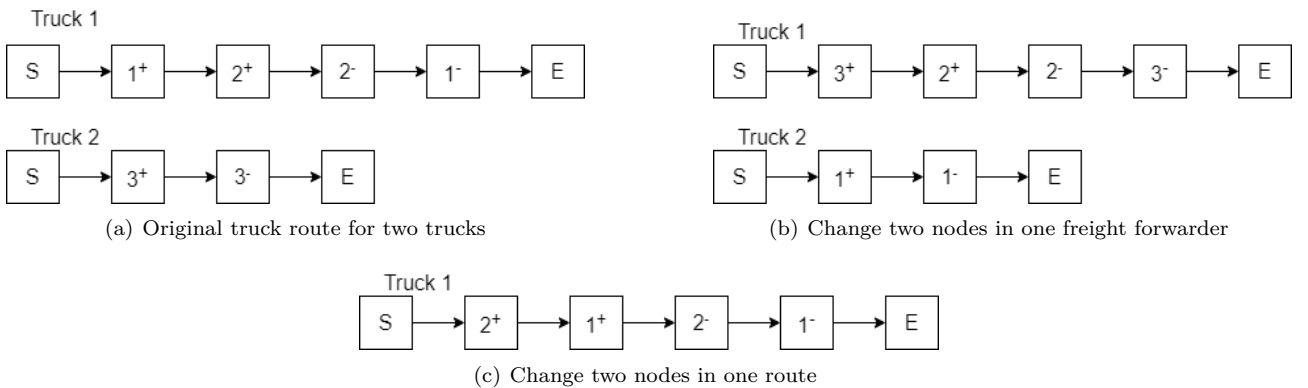 Truck 1
S 1⁺ 2⁺ 2⁻ 1⁻ E
Truck 2
S 3⁺ 3⁻ E
(a) Original truck route for two trucks
Truck 1
S 3⁺ 2⁺ 2⁻ 3⁻ E
Truck 2
S 1⁺ 1⁻ E
(b) Change two nodes in one freight forwarder
Truck 1
S 2⁺ 1⁺ 2⁻ 1⁻ E
(c) Change two nodes in one route